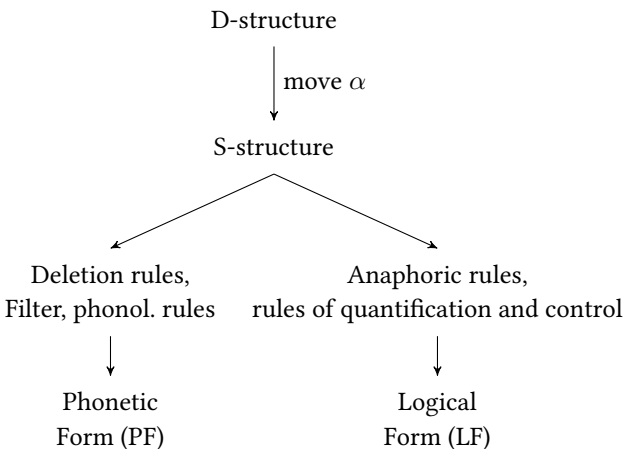 D-structure
move α
S-structure
Deletion rules,
Filter, phonol. rules
Anaphoric rules,
rules of quantification and control
Phonetic
Form (PF)
Logical
Form (LF)